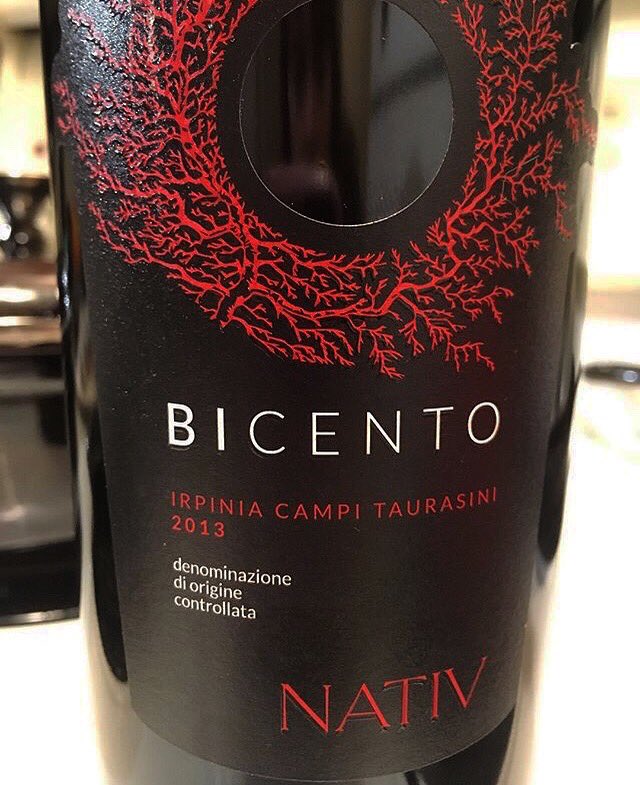 BICENTO
IRPINIA CAMPI TAURASINI
2013
denominazione
di origine
controllata
NATIV